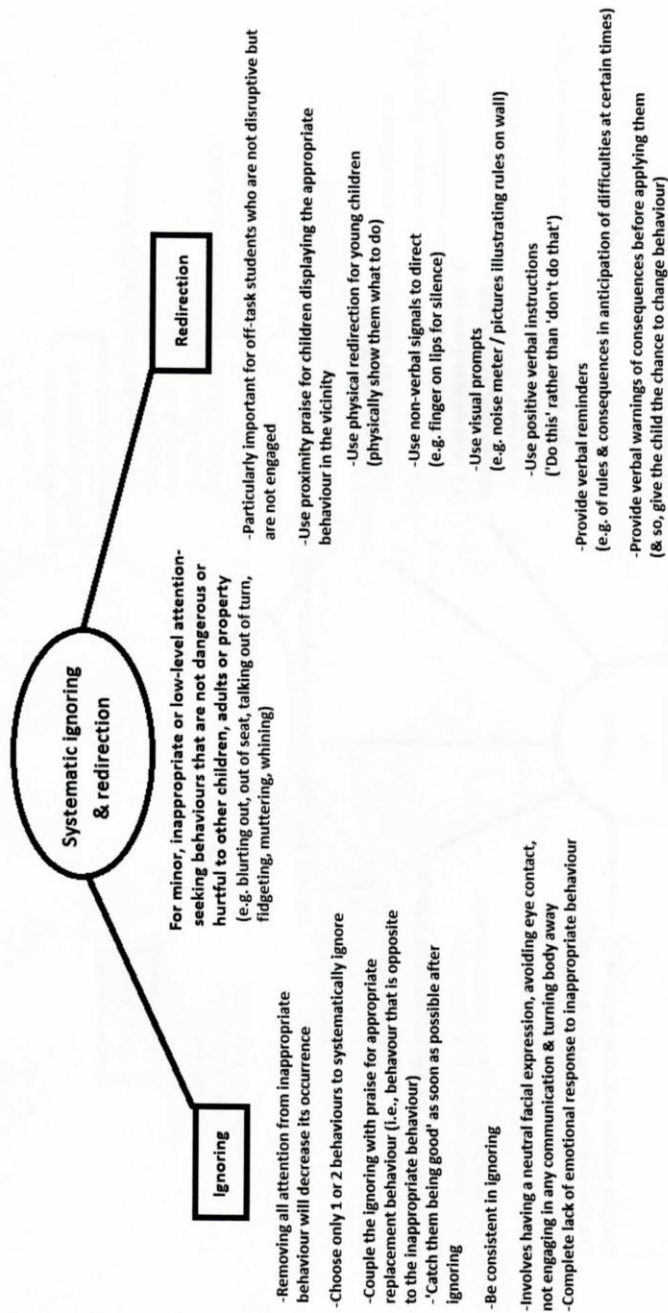 Systematic ignoring
& redirection
Ignoring
Redirection
For minor, inappropriate or low-level attention-
seeking behaviours that are not dangerous or
hurtful to other children, adults or property
(e.g. blurting out, out of seat, talking out of turn,
fidgeting, muttering, whining)
-Removing all attention from inappropriate
behaviour will decrease its occurrence
-Choose only 1 or 2 behaviours to systematically ignore
-Couple the ignoring with praise for appropriate
replacement behaviour (i.e., behavour that is opposite
to the inappropriate behaviour)
-'Catch them being good' as soon as possible after
ignoring
-Be consistent in ignoring
-Involves having a neutral facial expression, avoiding eye contact,
not engaging in any communication & turning body away
-Complete lack of emotional response to inappropriate behaviour
-Particularly important for off-task students who are not disruptive but
are not engaged
-Use proximity praise for children displaying the appropriate
behaviour in the vicinity
-Use physical redirection for young children
(physically show them what to do)
-Use non-verbal signals to direct
(e.g. finger on lips for silence)
-Use visual prompts
(e.g. noise meter / pictures illustrating rules on wall)
-Use positive verbal instructions
('Do this' rather than 'don't do that')
-Provide verbal reminders
(e.g. of rules & consequences in anticipation of difficulties at certain times)
-Provide verbal warnings of consequences before applying them
(& so, give the child the chance to change behaviour)